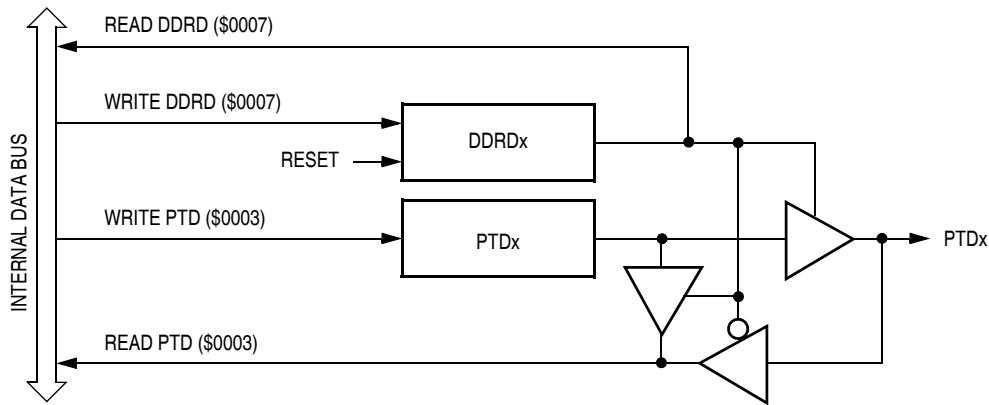 READ DDRD ($0007)
WRITE DDRD ($0007)
DDRDx
RESET
INTERNAL DATA BUS
WRITE PTD ($0003)
PTDx
PTDx
READ PTD ($0003)